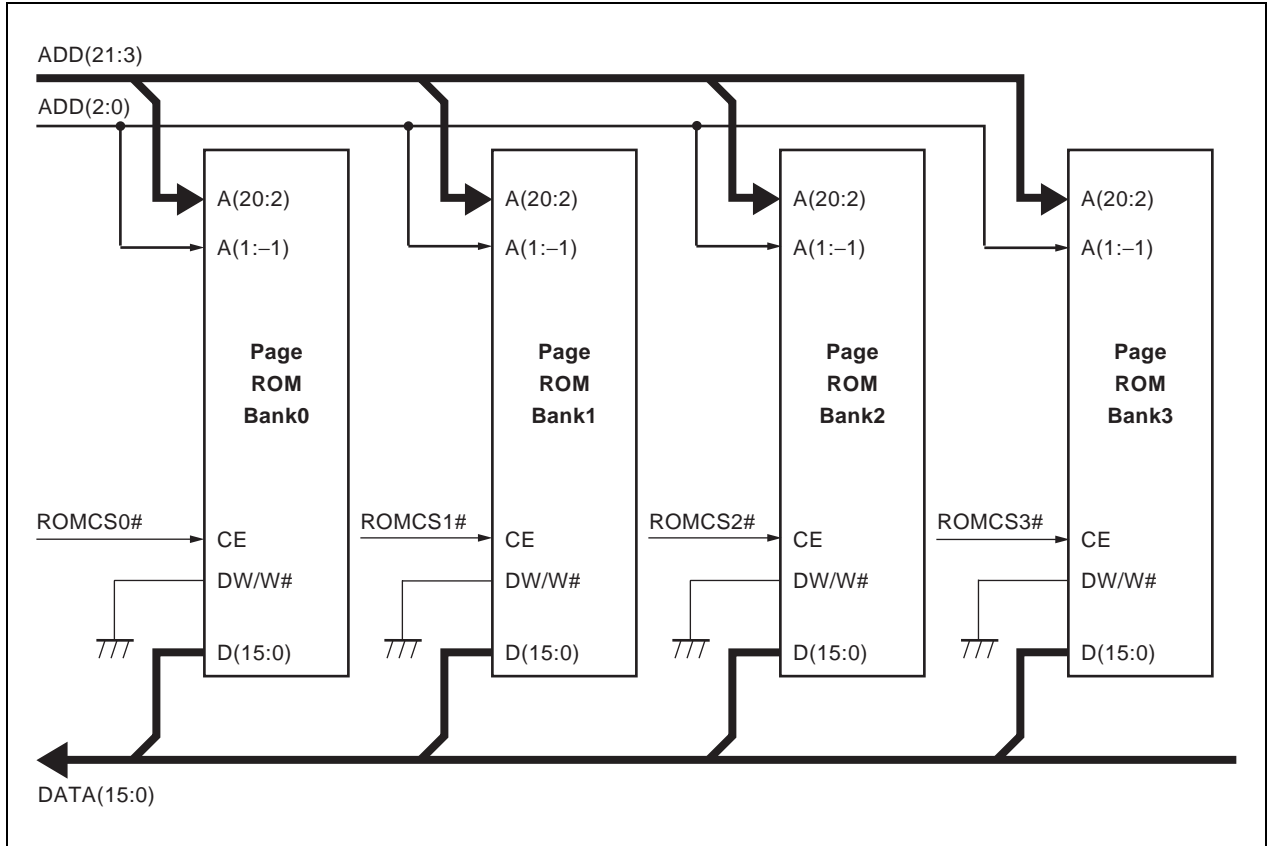 ADD(21:3)
ADD(2:0)
A(20:2)
A(1:−1)
Page
ROM
Bank0
ROMCS0#
CE
DW/W#
D(15:0)
A(20:2)
A(1:−1)
Page
ROM
Bank1
ROMCS1#
CE
DW/W#
D(15:0)
A(20:2)
A(1:−1)
Page
ROM
Bank2
ROMCS2#
CE
DW/W#
D(15:0)
A(20:2)
A(1:−1)
Page
ROM
Bank3
ROMCS3#
CE
DW/W#
D(15:0)
DATA(15:0)